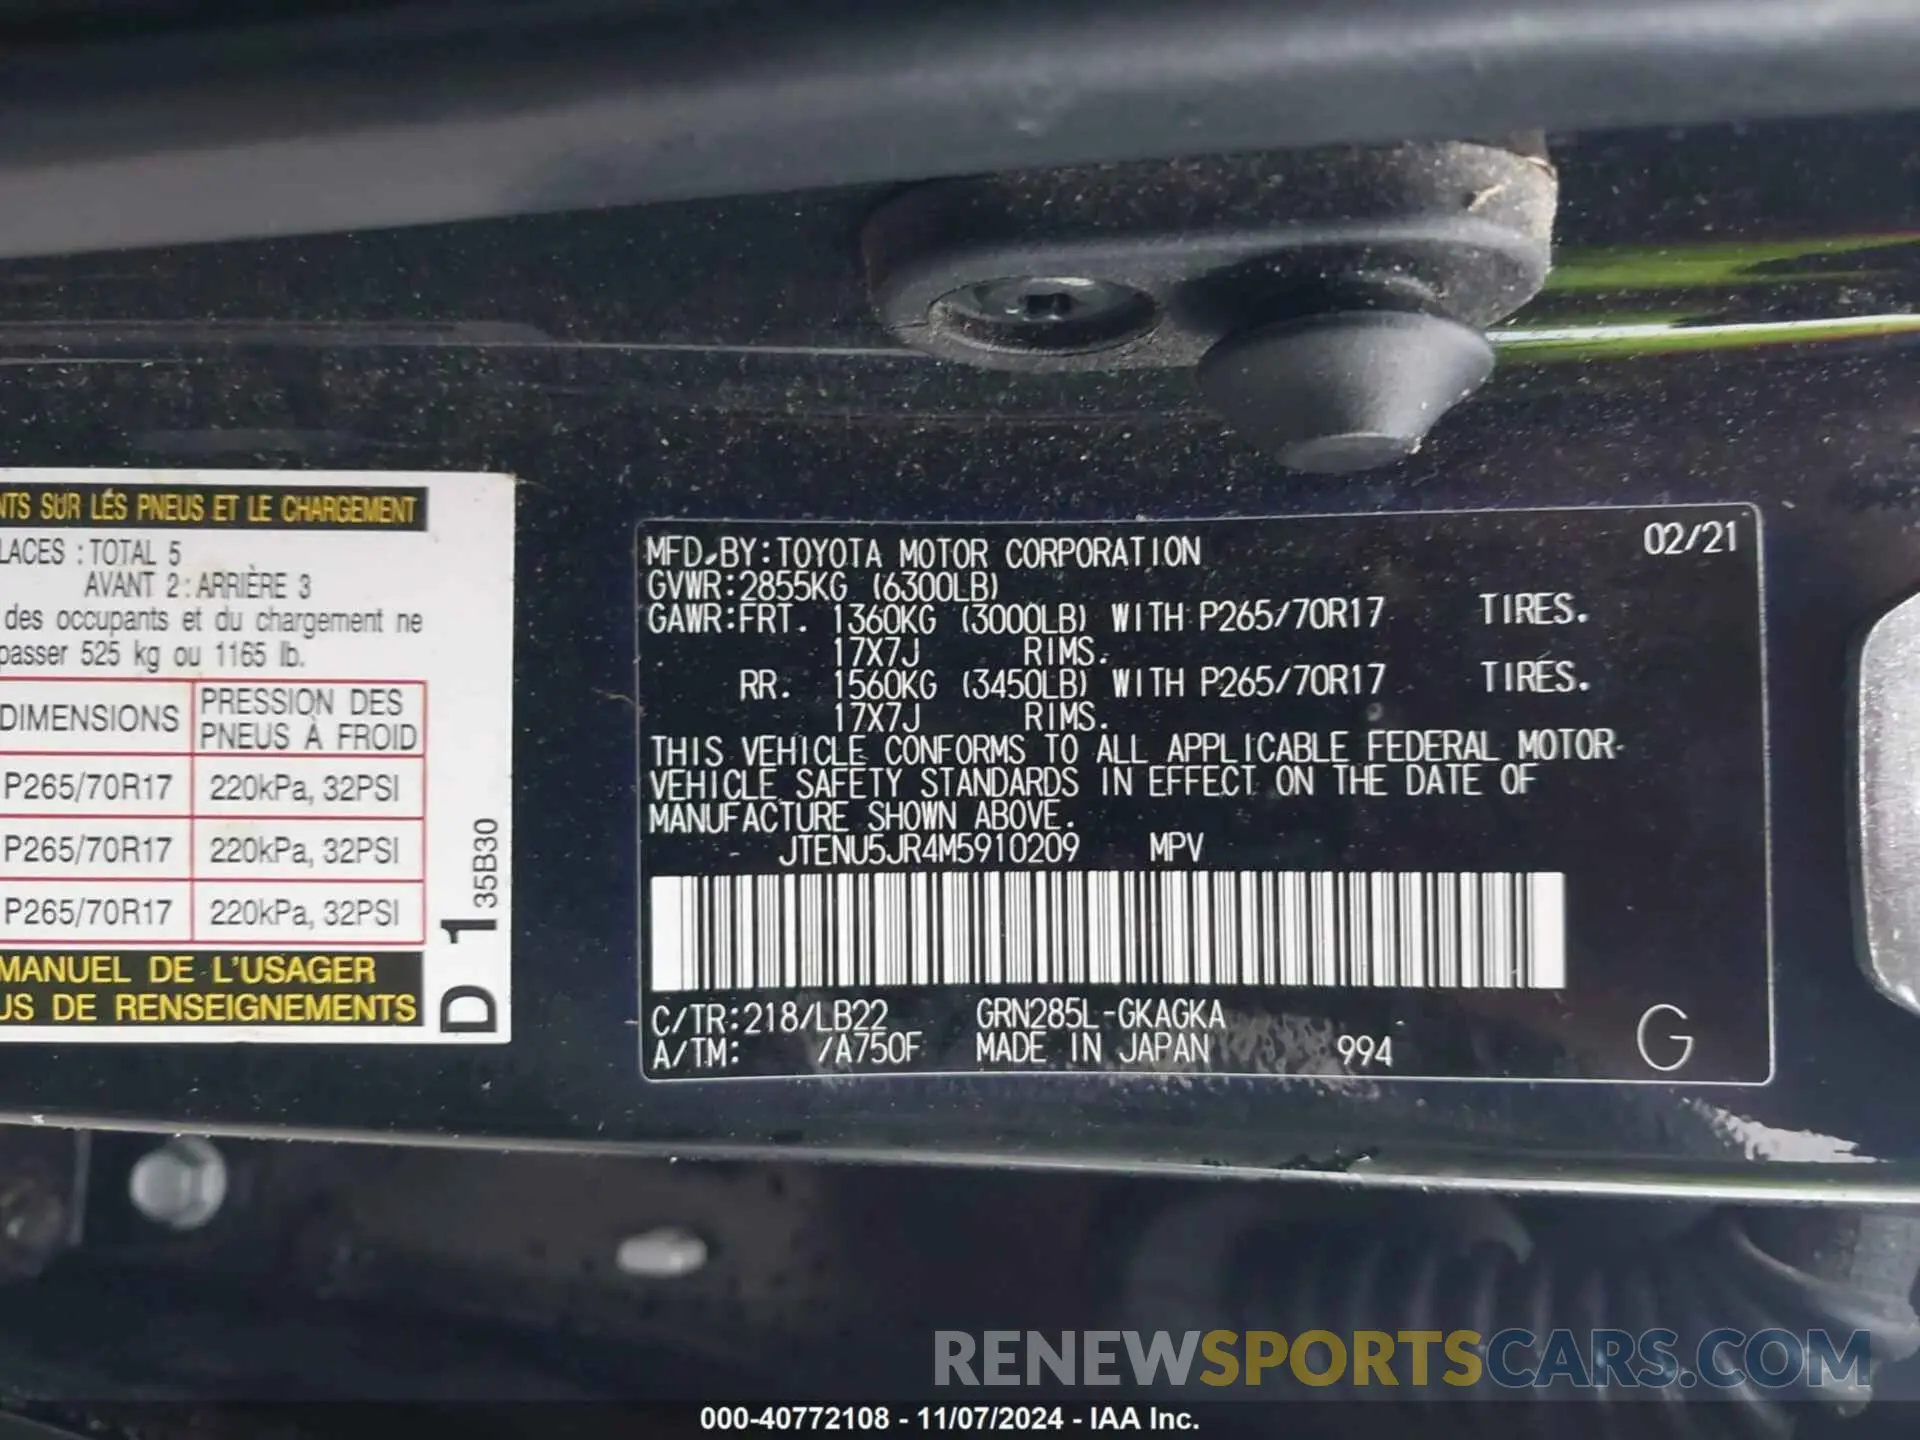 NTS SUR LES PNEUS ET LE CHARGEMENT
LACES : TOTAL 5
AVANT 2 : ARRIÈRE 3
des occupants et du chargement ne
passer 525 kg ou 1165 lb.
DIMENSIONS PRESSION DES PNEUS À FROID
P265/70R17 220kPa, 32PSI
P265/70R17 220kPa, 32PSI
P265/70R17 220kPa, 32PSI
MANUEL DE L'USAGER
US DE RENSEIGNEMENTS
D 1 35B30
02/21
MFD.BY:TOYOTA MOTOR CORPORATION
GVWR:2855KG (6300LB)
GAWR:FRT. 1360KG (3000LB) WITH P265/70R17 TIRES.
17X7J RIMS.
RR. 1560KG (3450LB) WITH P265/70R17 TIRES.
17X7J RIMS.
THIS VEHICLE CONFORMS TO ALL APPLICABLE FEDERAL MOTOR
VEHICLE SAFETY STANDARDS IN EFFECT ON THE DATE OF
MANUFACTURE SHOWN ABOVE.
JTENU5JR4M5910209 MPV
C/TR:218/LB22 GRN285L-GKAGKA
A/TM: /A750F MADE IN JAPAN 994
G
RENEWSPORTSCARS.COM
000-40772108 - 11/07/2024 - IAA Inc.